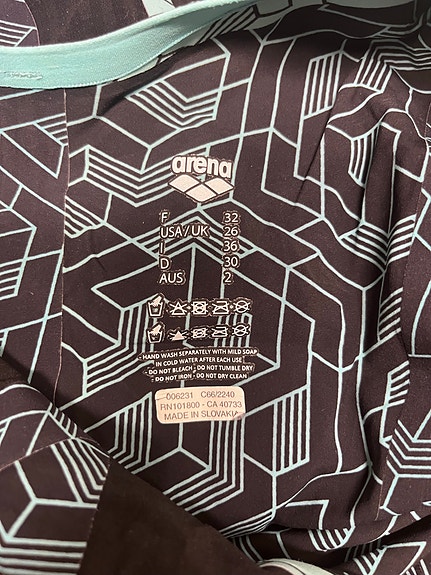 arena
F 32
USA/UK 26
I 36
D 30
AUS 2
HAND WASH SEPARATELY WITH MILD SOAP
IN COLD WATER AFTER EACH USE
DO NOT BLEACH - DO NOT TUMBLE DRY
DO NOT IRON - DO NOT DRY CLEAN
006231 C66/2240
RN101800 - CA 40733
MADE IN SLOVAKIA